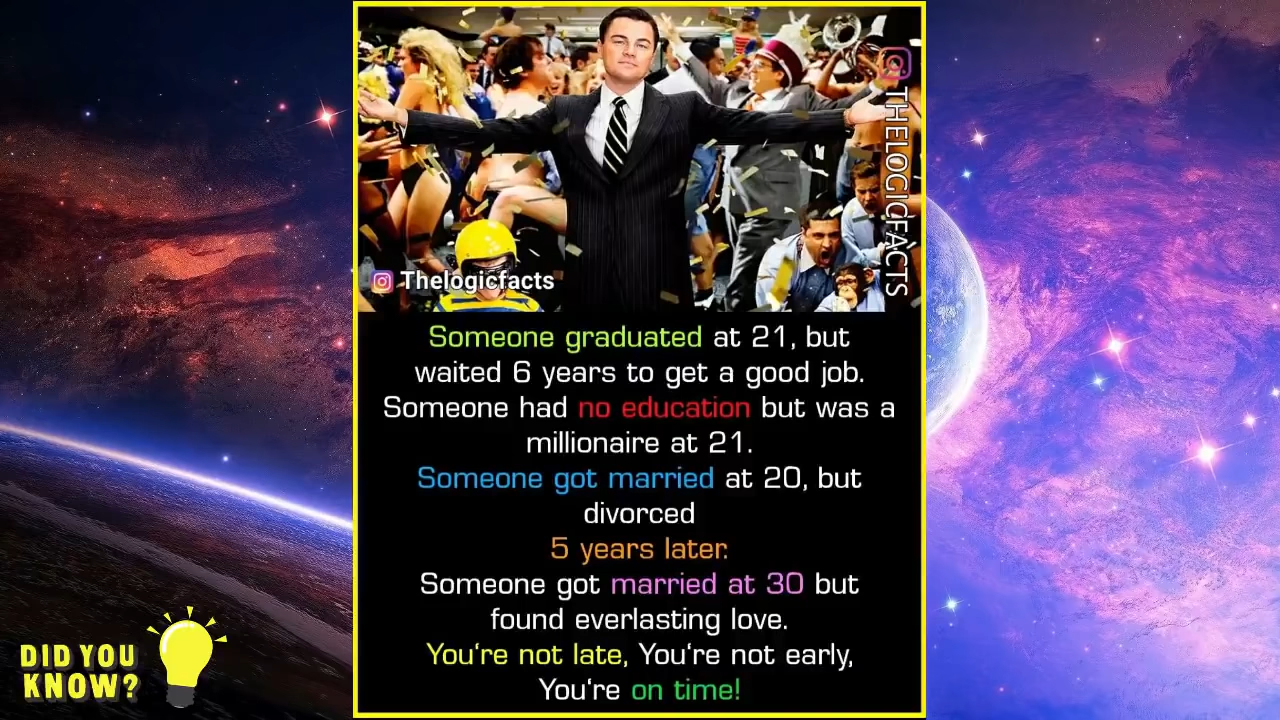 THELOGICFACTS
Thelogicfacts
Someone graduated at 21, but
waited 6 years to get a good job.
Someone had no education but was a
millionaire at 21.
Someone got married at 20, but
divorced
5 years later.
Someone got married at 30 but
found everlasting love.
You're not late, You're not early,
You're on time!
DID YOU
KNOW?